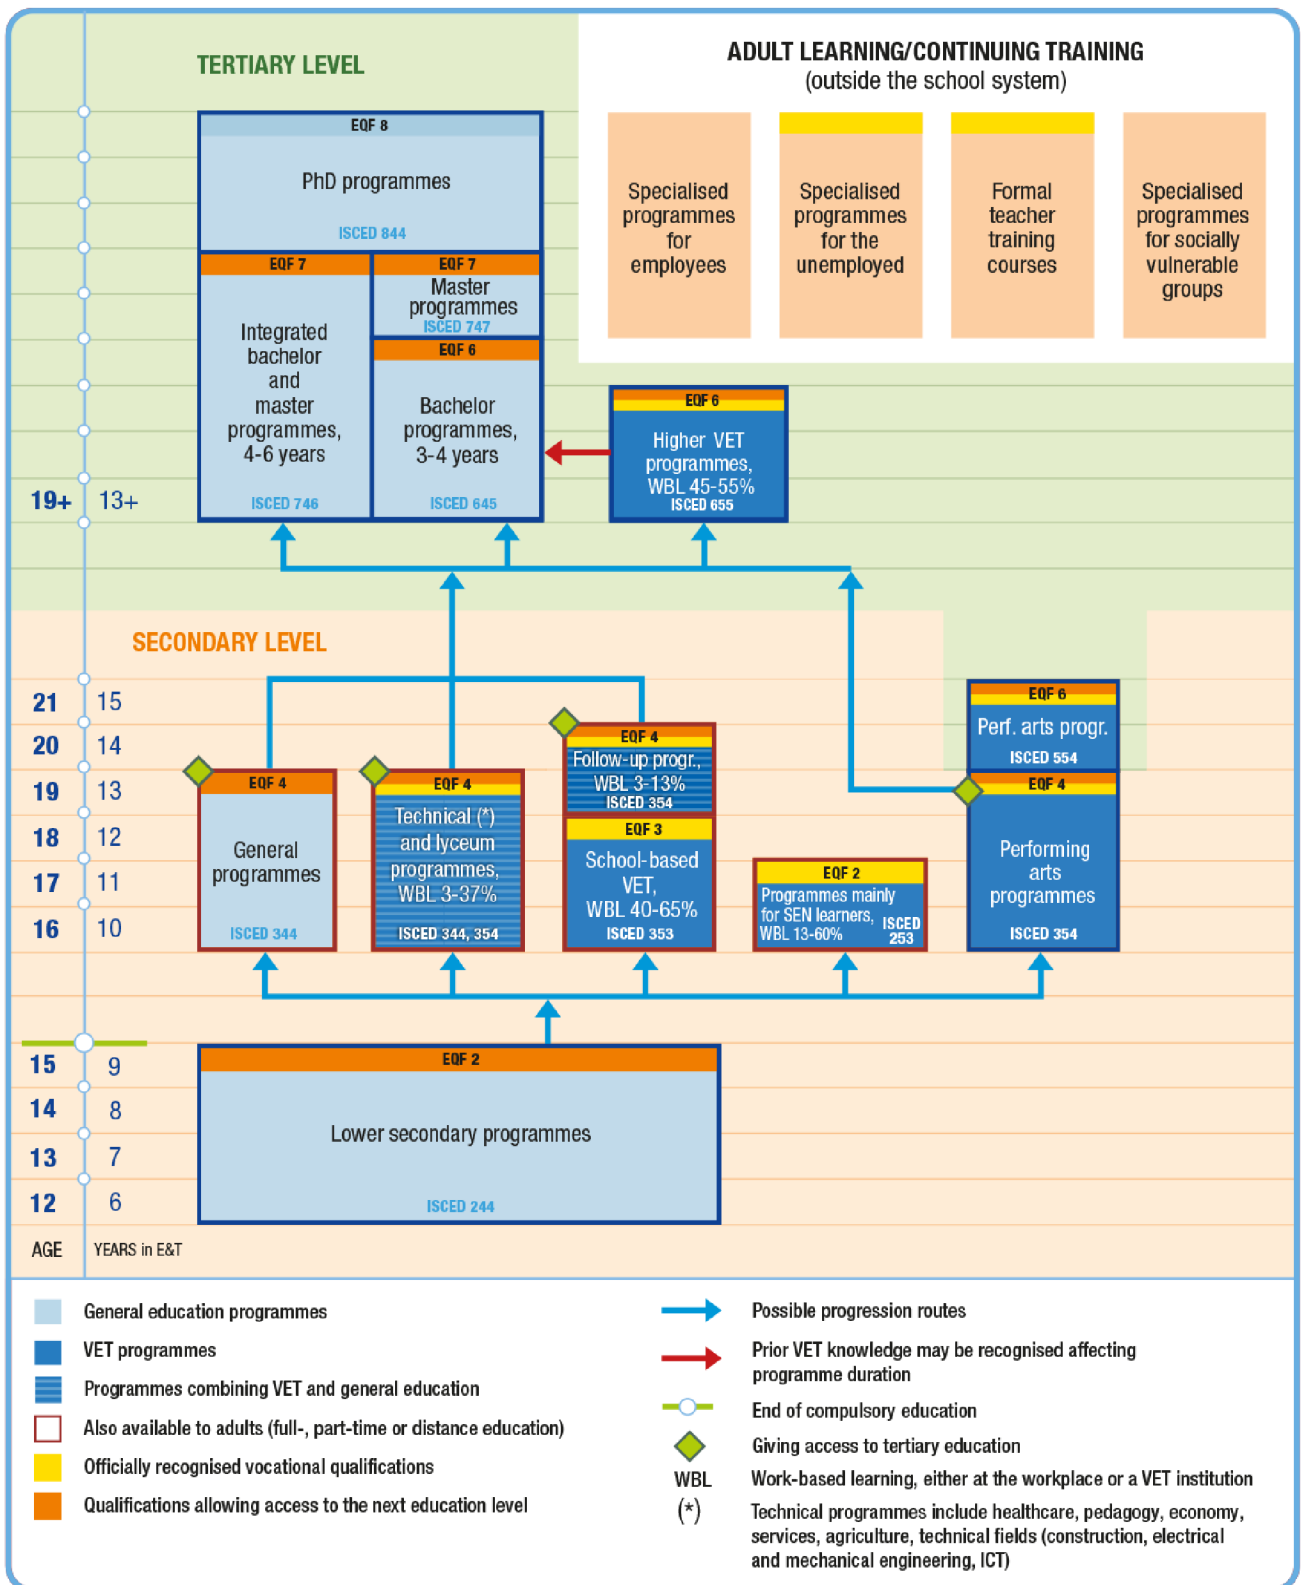 TERTIARY LEVEL
ADULT LEARNING/CONTINUING TRAINING
(outside the school system)
EQF 8
PhD programmes
ISCED 844
Specialised
programmes
for
employees
Specialised
programmes
for the
unemployed
Formal
teacher
training
courses
Specialised
programmes
for socially
vulnerable
groups
EQF 7
Integrated
bachelor
and
master
programmes,
4-6 years
ISCED 746
EQF 7
Master
programmes
ISCED 747
EQF 6
Bachelor
programmes,
3-4 years
ISCED 645
EQF 6
Higher VET
programmes,
WBL 45-55%
ISCED 655
19+ 13+
SECONDARY LEVEL
21 15
20 14
19 13
18 12
17 11
16 10
EQF 4
General
programmes
ISCED 344
EQF 4
Technical (*)
and lyceum
programmes,
WBL 3-37%
ISCED 344, 354
EQF 4
Follow-up progr.,
WBL 3-13%
ISCED 354
EQF 3
School-based
VET,
WBL 40-65%
ISCED 353
EQF 2
Programmes mainly
for SEN learners,
WBL 13-60%
ISCED
253
EQF 6
Perf. arts progr.
ISCED 554
EQF 4
Performing
arts
programmes
ISCED 354
15 9
14 8
13 7
12 6
EQF 2
Lower secondary programmes
ISCED 244
AGE YEARS in E&T
General education programmes
VET programmes
Programmes combining VET and general education
Also available to adults (full-, part-time or distance education)
Officially recognised vocational qualifications
Qualifications allowing access to the next education level
Possible progression routes
Prior VET knowledge may be recognised affecting
programme duration
End of compulsory education
Giving access to tertiary education
WBL Work-based learning, either at the workplace or a VET institution
(*) Technical programmes include healthcare, pedagogy, economy,
services, agriculture, technical fields (construction, electrical
and mechanical engineering, ICT)